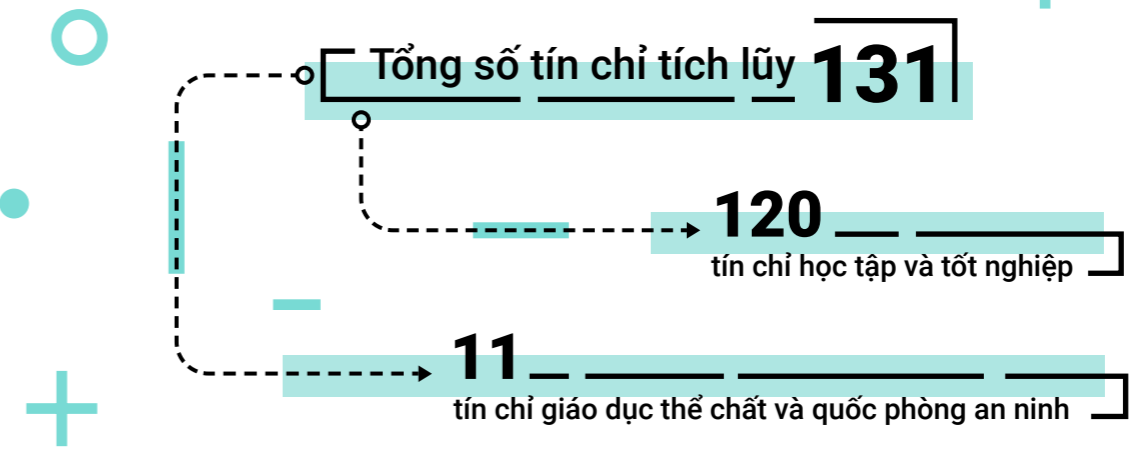 Tổng số tín chỉ tích lũy 131
120
tín chỉ học tập và tốt nghiệp
11
tín chỉ giáo dục thể chất và quốc phòng an ninh